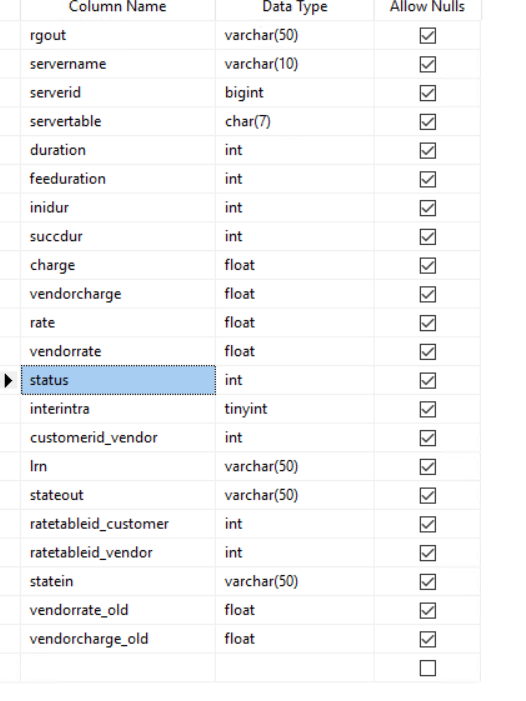 Column Name Data Type Allow Nulls
rgout varchar(50)
servername varchar(10)
serverid bigint
servertable char(7)
duration int
feeduration int
inidur int
succdur int
charge float
vendorcharge float
rate float
vendorrate float
status int
interintra tinyint
customerid_vendor int
lrn varchar(50)
stateout varchar(50)
ratetableid_customer int
ratetableid_vendor int
statein varchar(50)
vendorrate_old float
vendorcharge_old float